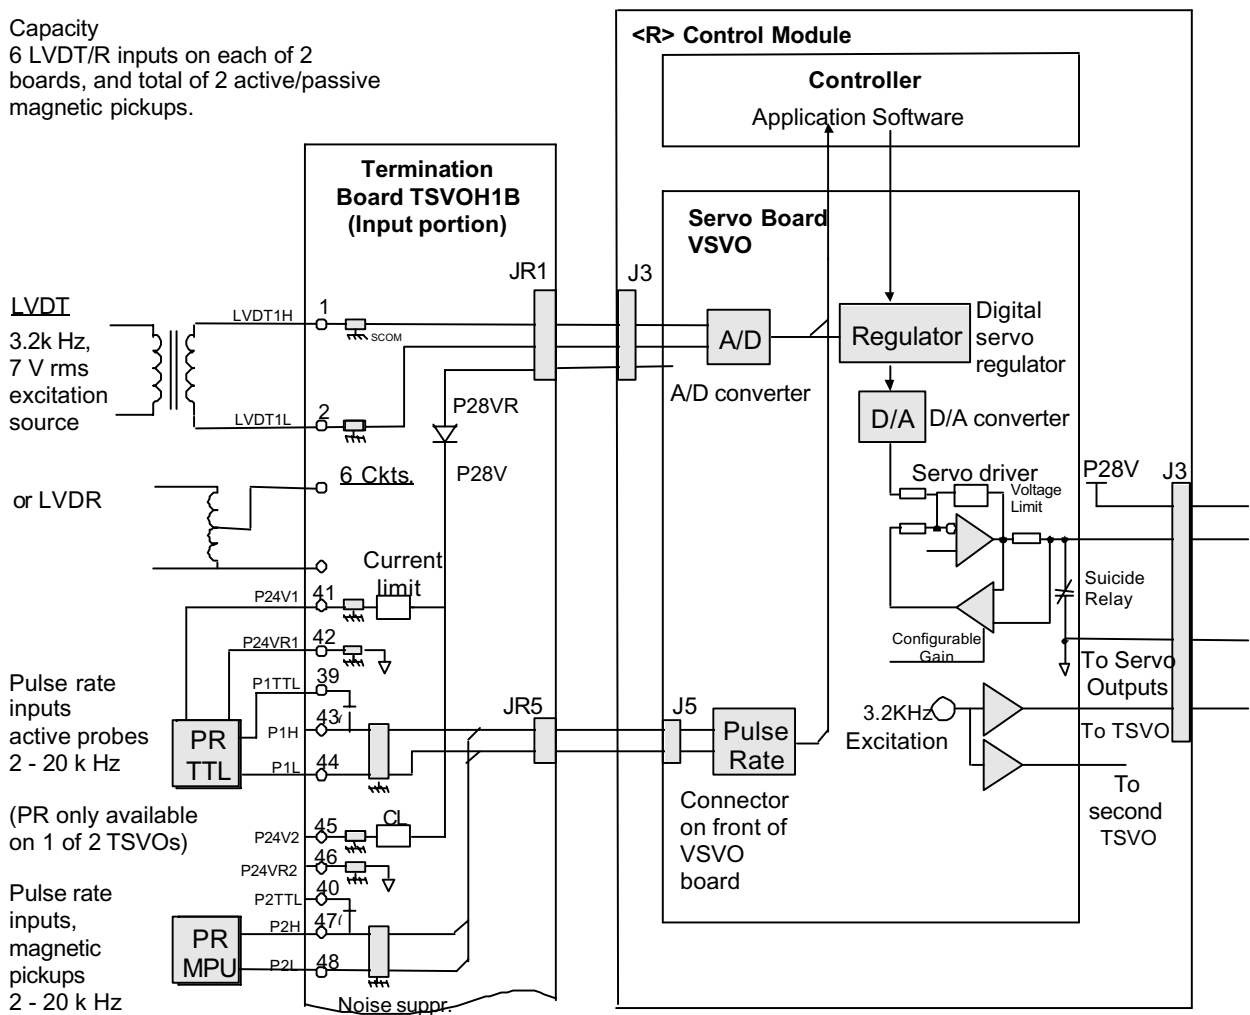 Capacity
6 LVDT/R inputs on each of 2
boards, and total of 2 active/passive
magnetic pickups.
<R> Control Module
Controller
Application Software
Termination
Board TSVOH1B
(Input portion)
Servo Board
VSVO
JR1
J3
LVDT
3.2k Hz,
7 V rms
excitation
source
LVDT1H
1
SCOM
LVDT1L
2
A/D
A/D converter
Regulator
Digital
servo
regulator
P28VR
P28V
D/A
D/A converter
6 Ckts.
or LVDR
Servo driver
Voltage
Limit
P28V
J3
Current
limit
P24V1
41
P24VR1
42
Suicide
Relay
Configurable
Gain
To Servo
Outputs
Pulse rate
inputs
active probes
2 - 20 k Hz
P1TTL
39
P1H
43
P1L
44
PR
TTL
JR5
J5
Pulse
Rate
3.2KHz
Excitation
To TSVO
To
second
TSVO
Connector
on front of
VSVO
board
(PR only available
on 1 of 2 TSVOs)
P24V2
45
CL
P24VR2
46
P2TTL
40
P2H
47
P2L
48
Pulse rate
inputs,
magnetic
pickups
2 - 20 k Hz
PR
MPU
Noise suppr.